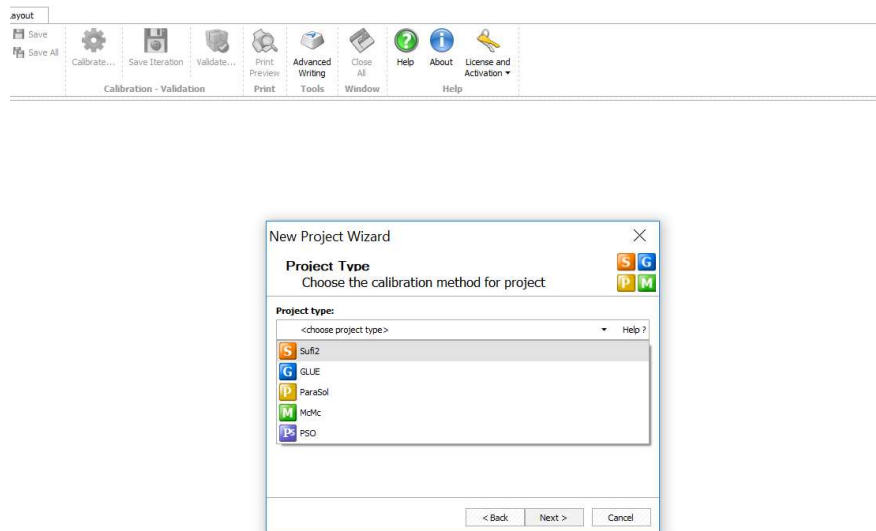 Layout
Save
Save All
Calibrate...
Save Iteration
Validate...
Print
Preview
Advanced
Writing
Close
All
Help
About
License and
Activation
Calibration - Validation
Print
Tools
Window
Help
New Project Wizard
Project Type
Choose the calibration method for project
S G
P M
Project type:
<choose project type> Help ?
S Sufi2
G GLUE
P ParaSol
M McMc
PS PSO
< Back Next > Cancel